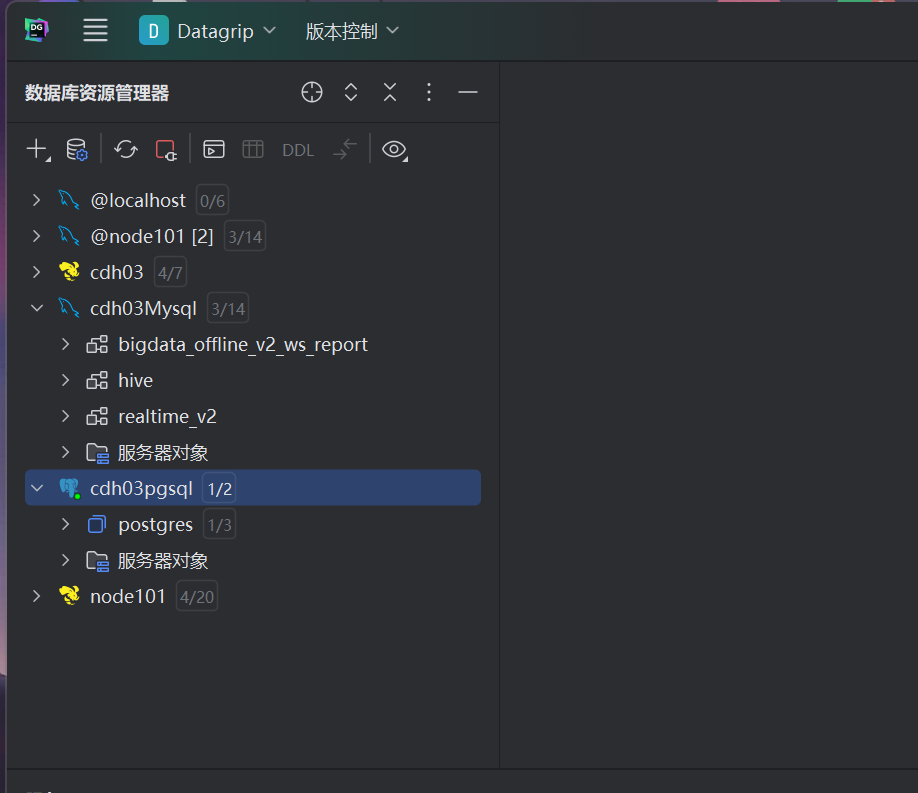 DG
D Datagrip 版本控制
数据库资源管理器
DDL
@localhost 0/6
@node101 [2] 3/14
cdh03 4/7
cdh03Mysql 3/14
bigdata_offline_v2_ws_report
hive
realtime_v2
服务器对象
cdh03pgsql 1/2
postgres 1/3
服务器对象
node101 4/20